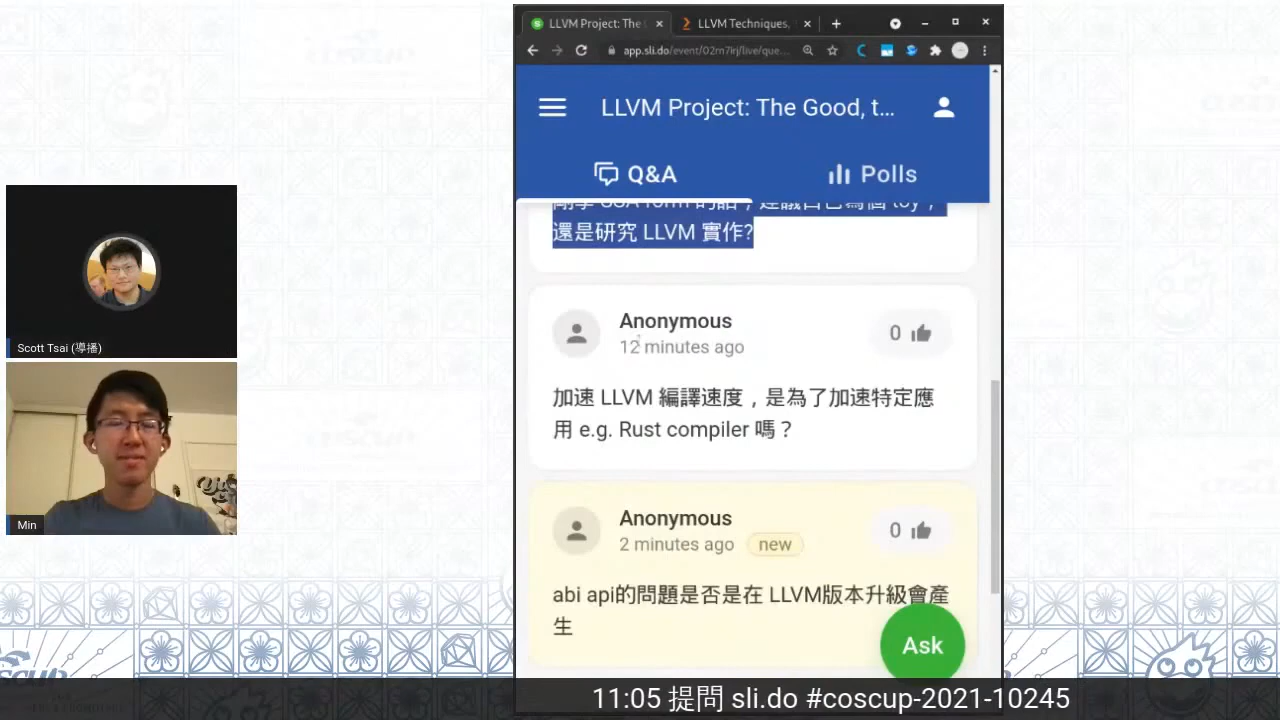 LLVM Project: The
LLVM Techniques,
app.sli.do/event/02m7lrj/live/que...
LLVM Project: The Good, t...
Q&A
Polls
還是研究 LLVM 實作?
Anonymous
12 minutes ago
0
加速 LLVM 編譯速度，是為了加速特定應
用 e.g. Rust compiler 嗎？
Anonymous
2 minutes ago
new
0
abi api的問題是否是在 LLVM版本升級會產
生
Ask
Scott Tsai (導播)
Min
11:05 提問 sli.do #coscup-2021-10245